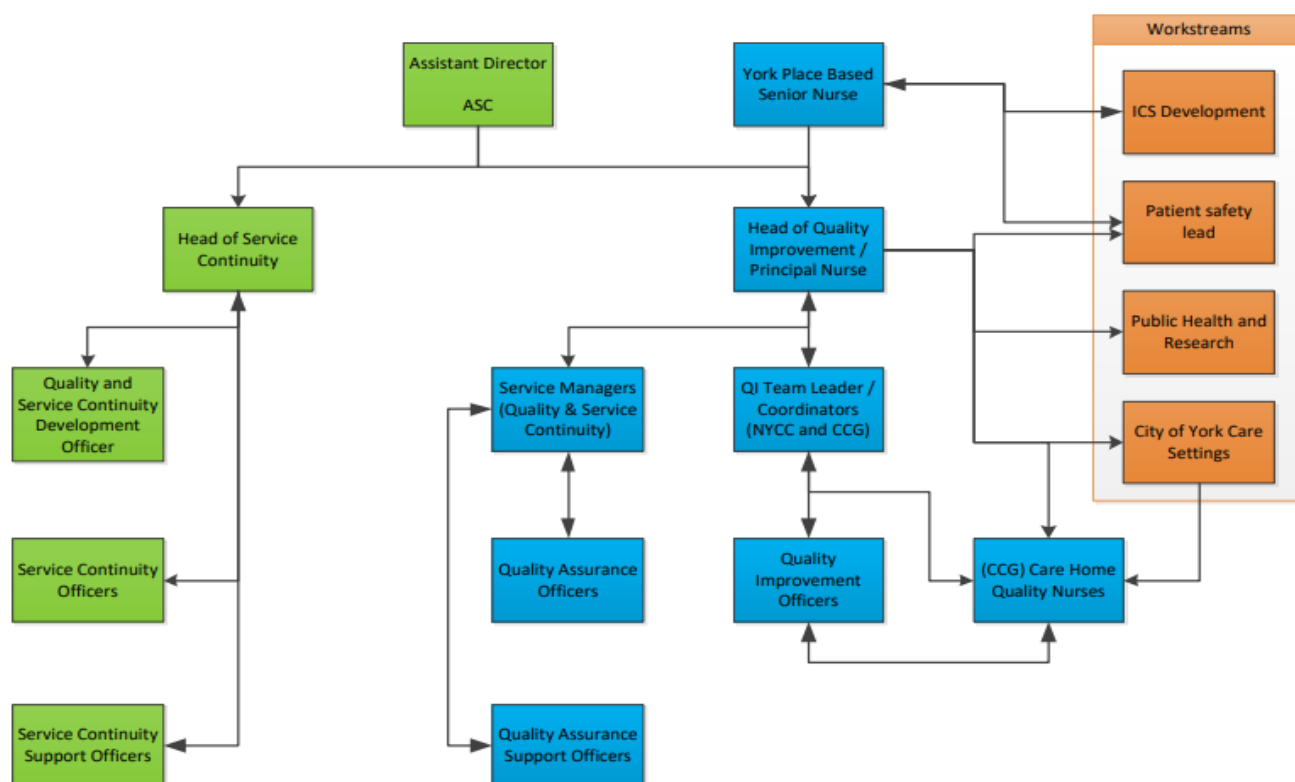 Workstreams
Assistant Director
ASC
York Place Based
Senior Nurse
ICS Development
Patient safety
lead
Head of Service
Continuity
Head of Quality
Improvement /
Principal Nurse
Public Health and
Research
Quality and
Service Continuity
Development
Officer
Service Managers
(Quality & Service
Continuity)
QI Team Leader /
Coordinators
(NYCC and CCG)
City of York Care
Settings
Service Continuity
Officers
Quality Assurance
Officers
Quality
Improvement
Officers
(CCG) Care Home
Quality Nurses
Service Continuity
Support Officers
Quality Assurance
Support Officers